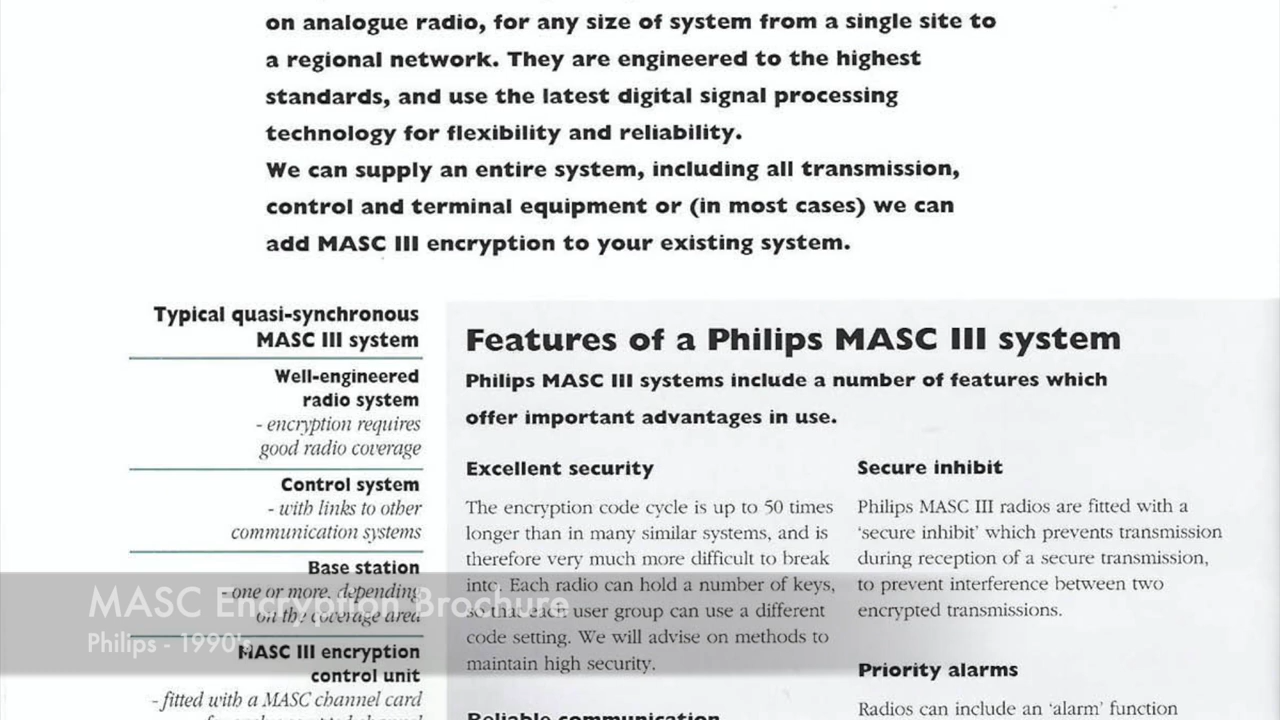 on analogue radio, for any size of system from a single site to
a regional network. They are engineered to the highest
standards, and use the latest digital signal processing
technology for flexibility and reliability.
We can supply an entire system, including all transmission,
control and terminal equipment or (in most cases) we can
add MASC III encryption to your existing system.
Typical quasi-synchronous
MASC III system
Well-engineered
radio system
- encryption requires
good radio coverage
Control system
- with links to other
communication systems
Base station
- one or more, depending
on the coverage area
MASC III encryption
control unit
- fitted with a MASC channel card
Features of a Philips MASC III system
Philips MASC III systems include a number of features which
offer important advantages in use.
Excellent security
The encryption code cycle is up to 50 times
longer than in many similar systems, and is
therefore very much more difficult to break
into. Each radio can hold a number of keys,
so that each user group can use a different
code setting. We will advise on methods to
maintain high security.
Reliable communication
Secure inhibit
Philips MASC III radios are fitted with a
'secure inhibit' which prevents transmission
during reception of a secure transmission,
to prevent interference between two
encrypted transmissions.
Priority alarms
Radios can include an 'alarm' function
MASC Encryption Brochure
Philips - 1990's